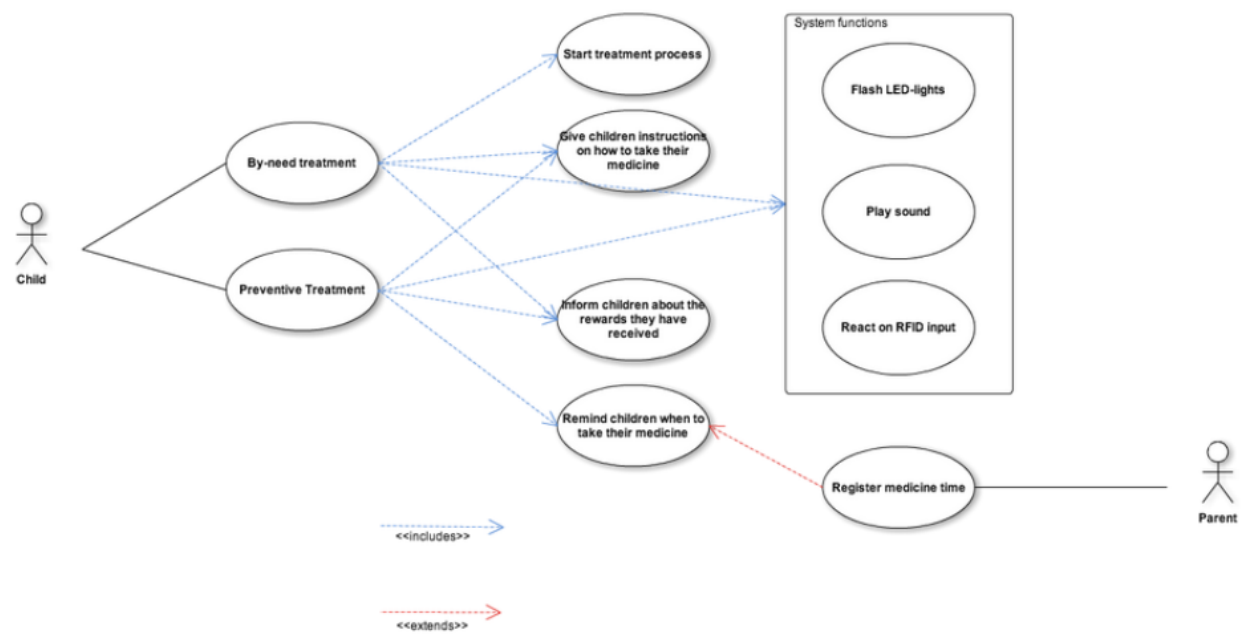 System functions
Start treatment process
Flash LED-lights
Give children instructions
on how to take their
medicine
By-need treatment
Play sound
Child
Preventive Treatment
Inform children about the
rewards they have
received
React on RFID input
Remind children when to
take their medicine
Register medicine time
Parent
<<includes>>
<<extends>>